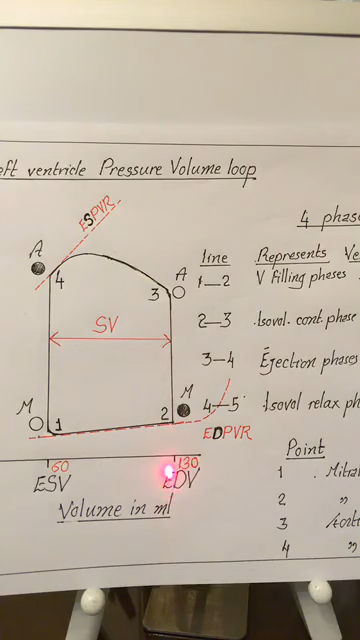 eft ventricle Pressure Volume loop
ESPVR
4 phase
A
4
line Represents Ve
A
3
1—2 V filling phases
2—3 Isovol. cont phase
SV
3—4 Ejection phases
M
1
2
M
4—5 Isovol relax ph
EDPVR
60
130
ESV
EDV
Volume in ml
Point
1 Mitral
2 "
3 Aorti
4 "